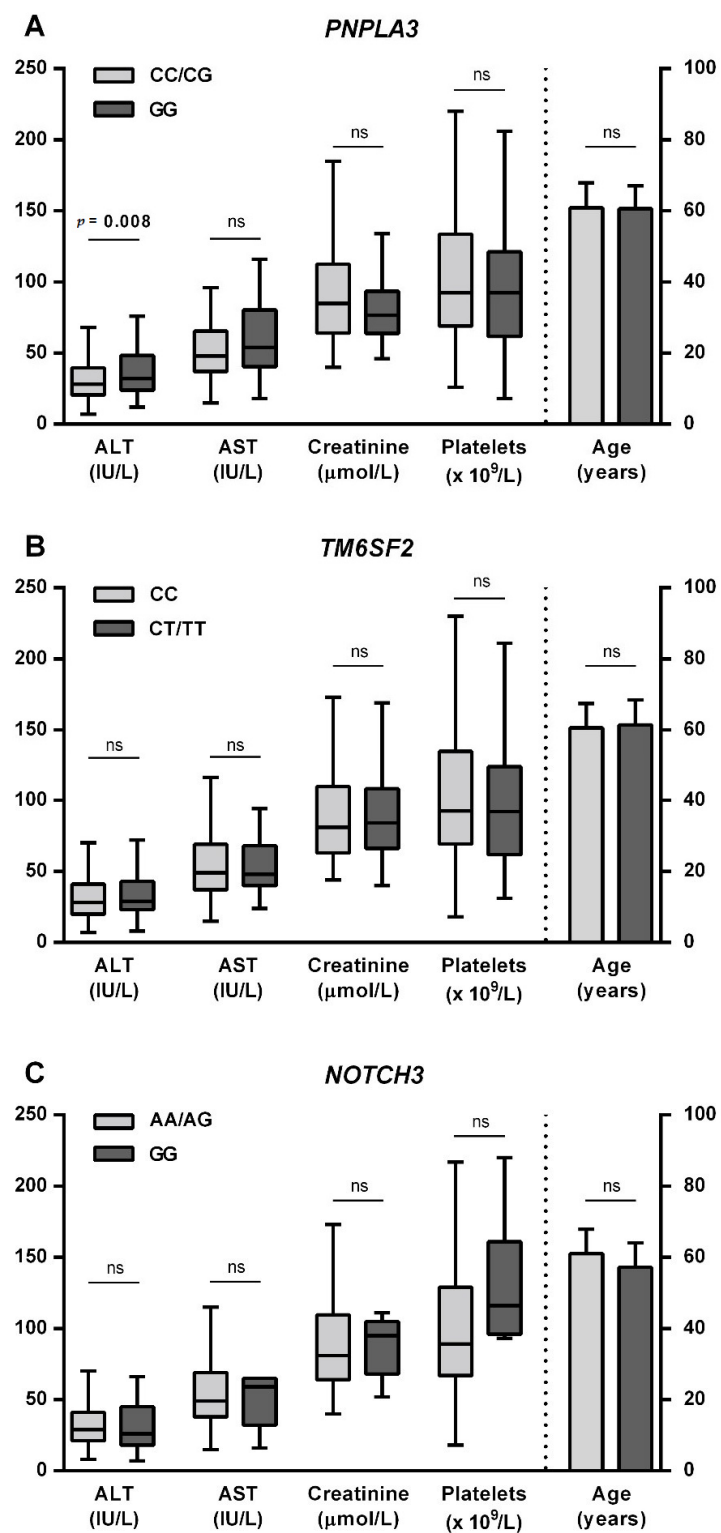 A
PNPLA3
250
200
150
100
50
0
CC/CG
GG
p = 0.008
ns
ns
ns
ns
100
80
60
40
20
0
ALT
(IU/L)
AST
(IU/L)
Creatinine
(μmol/L)
Platelets
(x 10⁹/L)
Age
(years)
B
TM6SF2
250
200
150
100
50
0
CC
CT/TT
ns
ns
ns
ns
ns
100
80
60
40
20
0
ALT
(IU/L)
AST
(IU/L)
Creatinine
(μmol/L)
Platelets
(x 10⁹/L)
Age
(years)
C
NOTCH3
250
200
150
100
50
0
AA/AG
GG
ns
ns
ns
ns
ns
100
80
60
40
20
0
ALT
(IU/L)
AST
(IU/L)
Creatinine
(μmol/L)
Platelets
(x 10⁹/L)
Age
(years)